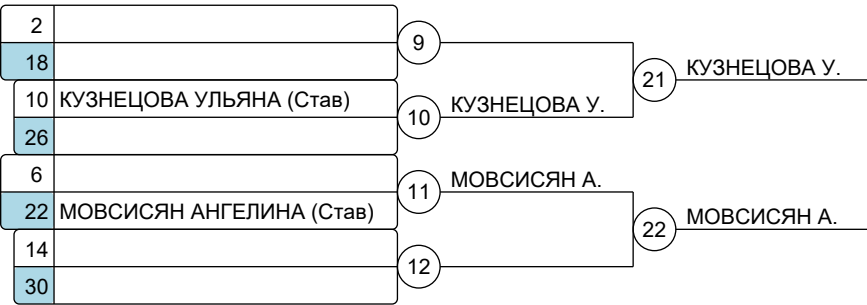 2
9
18
21 КУЗНЕЦОВА У.
10 КУЗНЕЦОВА УЛЬЯНА (Став)
10 КУЗНЕЦОВА У.
26
6
11 МОВСИСЯН А.
22 МОВСИСЯН АНГЕЛИНА (Став)
22 МОВСИСЯН А.
14
12
30